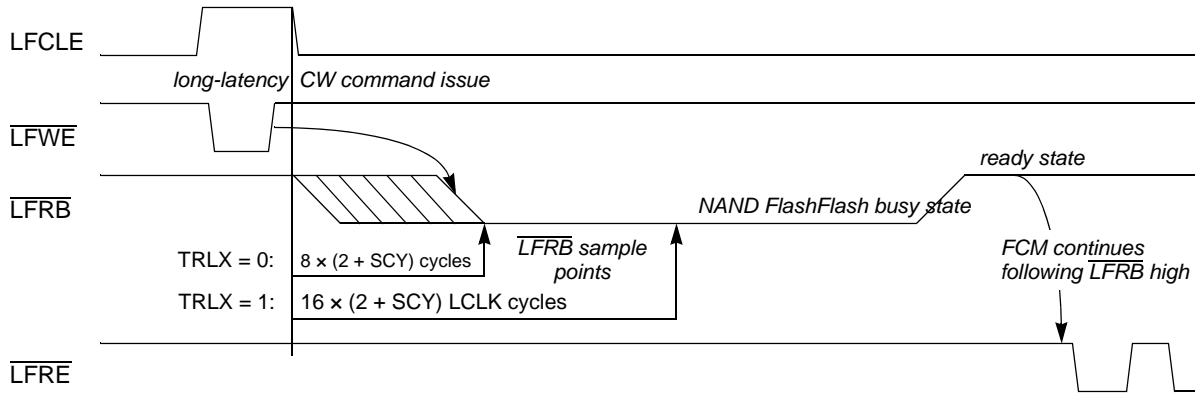 LFCLE
long-latency CW command issue
LFWE
ready state
LFRB
NAND FlashFlash busy state
LFRB sample
points
FCM continues
following LFRB high
TRLX = 0: 8 × (2 + SCY) cycles
TRLX = 1: 16 × (2 + SCY) LCLK cycles
LFRE